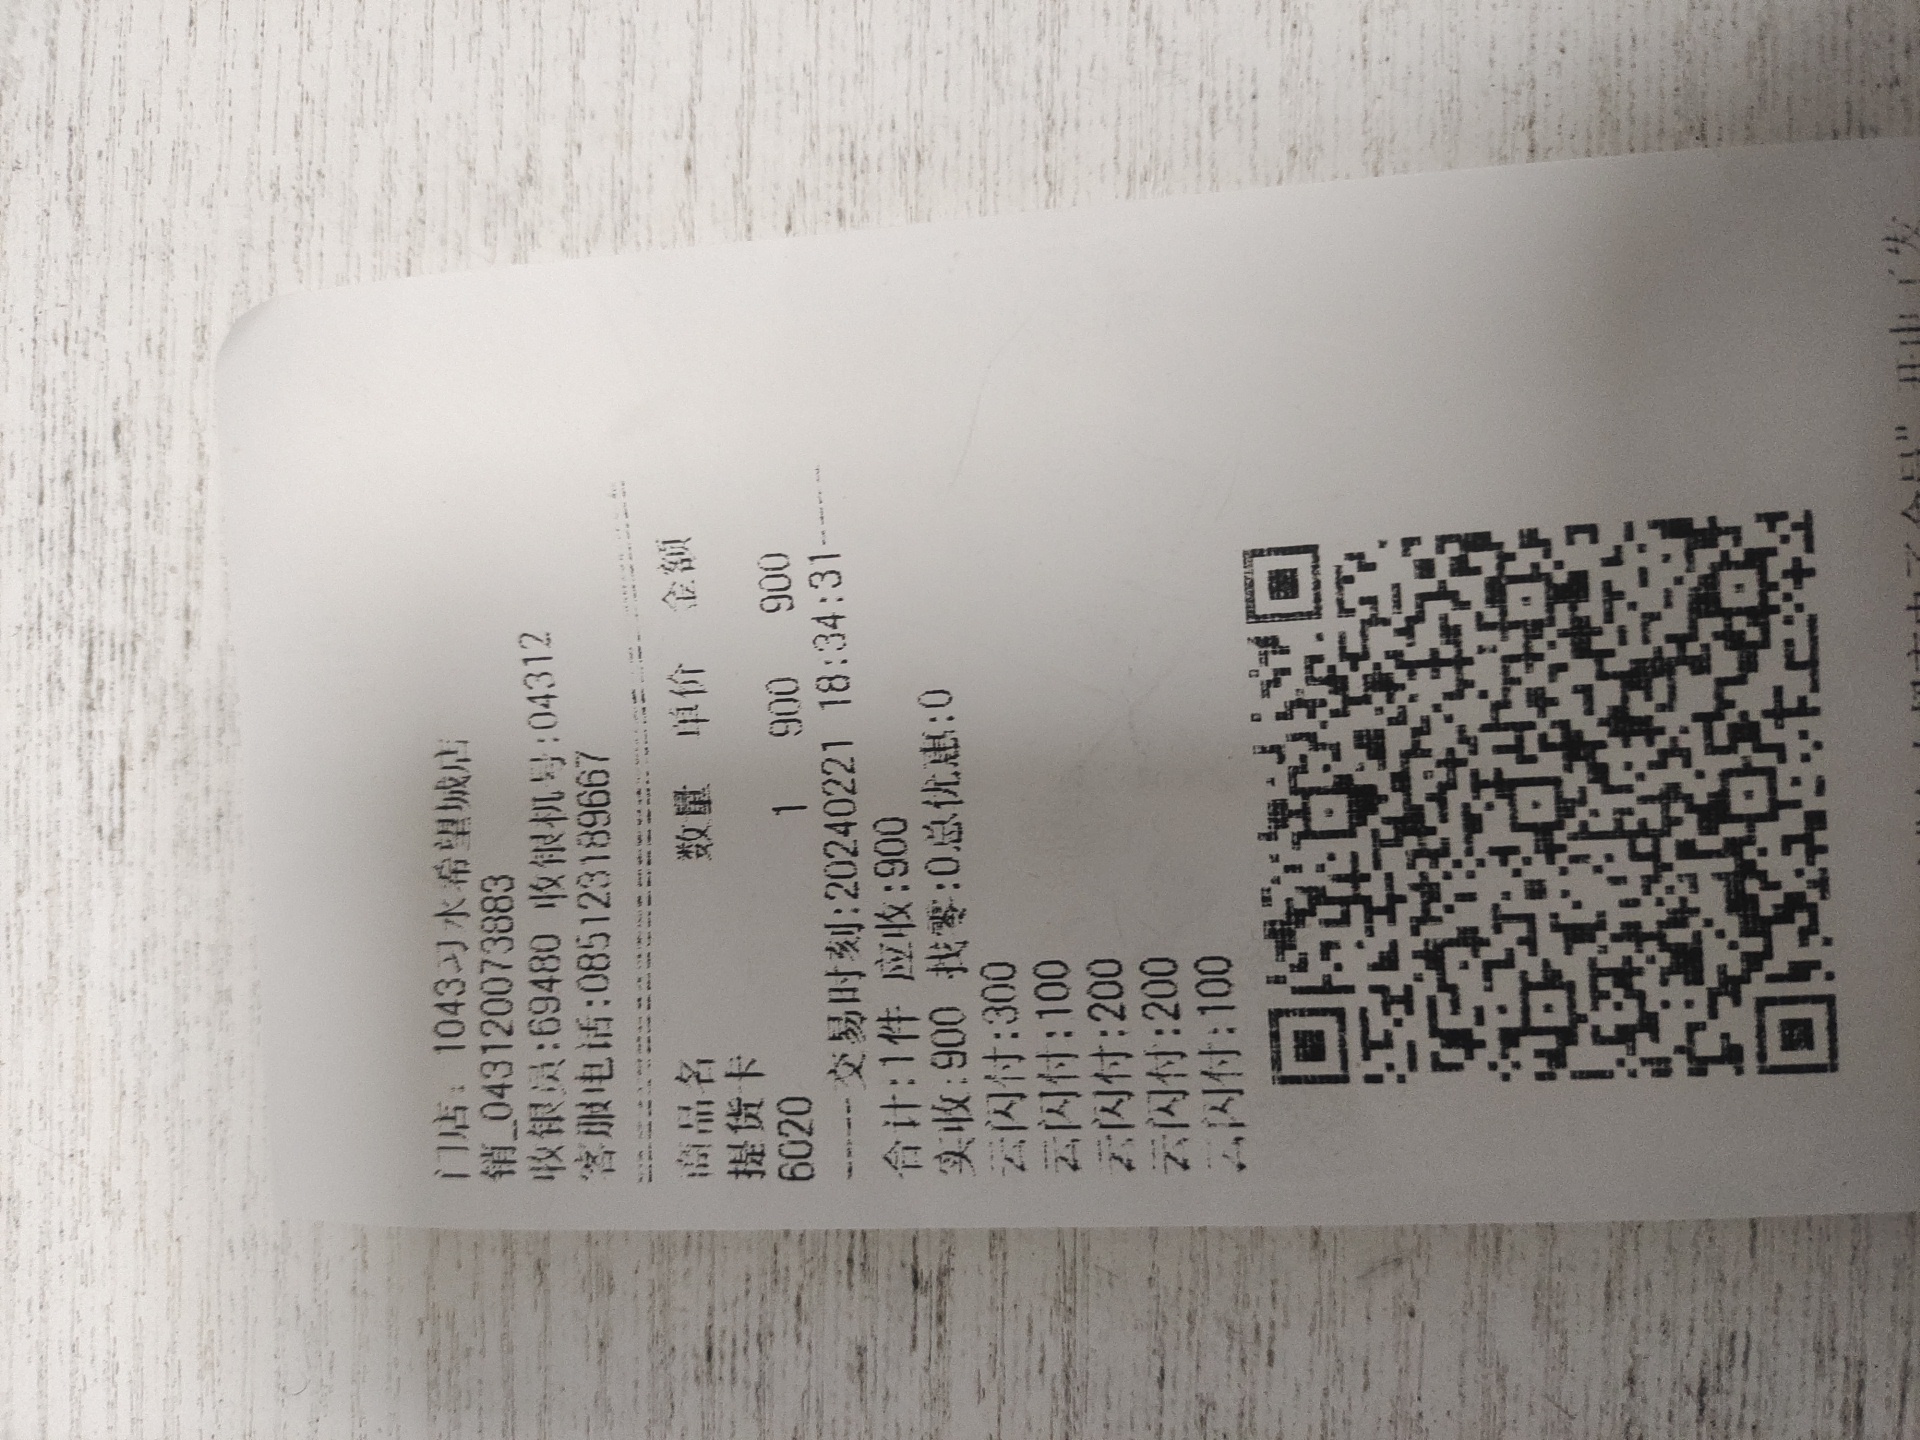 门店: 1043习水希望城店
销_043120073883
收银员:69480 收银机号:04312
客服电话:085123189667
商品名 数量 单价 金额
提货卡
6020 1 900 900
-----交易时刻:20240221 18:34:31-----
合计:1件 应收:900
实收:900 找零:0总优惠:0
云闪付:300
云闪付:100
云闪付:200
云闪付:200
云闪付:100